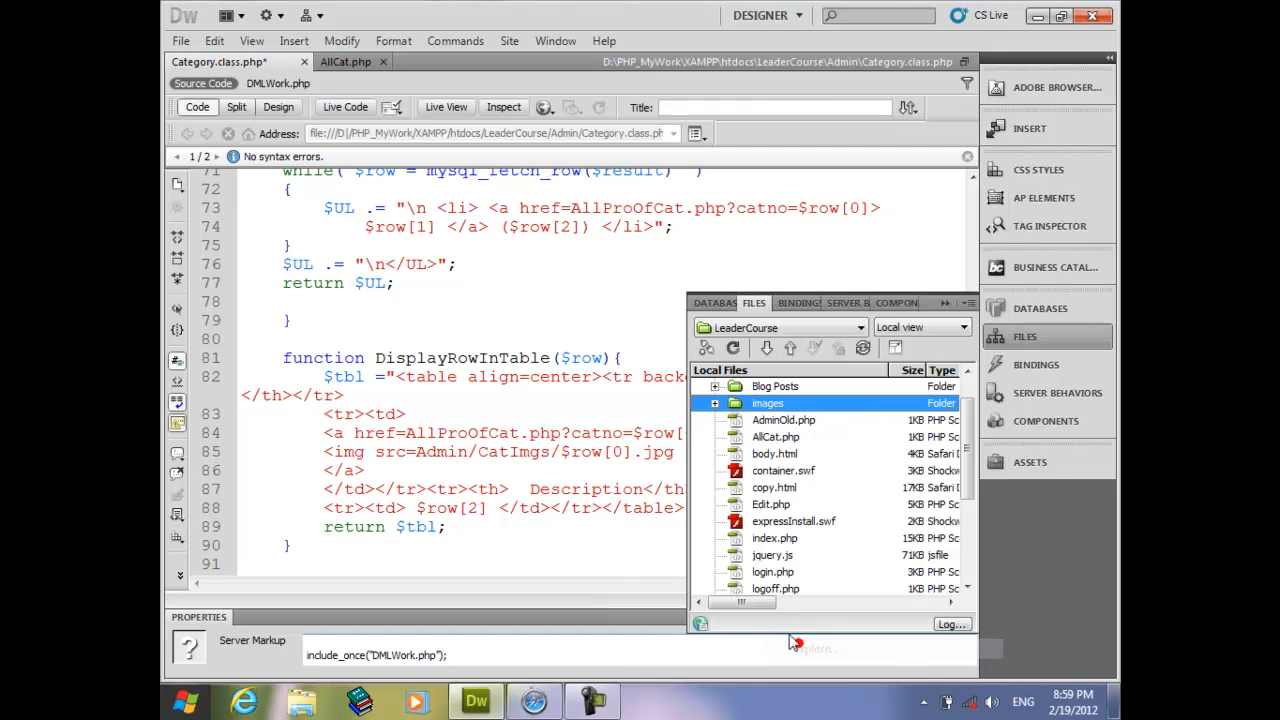 Dw DESIGNER CS Live
File Edit View Insert Modify Format Commands Site Window Help
Category.class.php* AllCat.php D:\PHP_MyWork\XAMPP\htdocs\LeaderCourse\Admin\Category.class.php
Source Code DMLWork.php
Code Split Design Live Code Live View Inspect Title:
Address: file:///D|/PHP_MyWork/XAMPP/htdocs/LeaderCourse/Admin/Category.class.ph
1 / 2 No syntax errors.
71 while( $row = mysql_fetch_row($result) )
72 {
73 $UL .= "\n <li> <a href=AllProOfCat.php?catno=$row[0]>
74 $row[1] </a> ($row[2]) </li>";
75 }
76 $UL .= "\n</UL>";
77 return $UL;
78
79 }
80
81 function DisplayRowInTable($row){
82 $tbl ="<table align=center><tr back
</th></tr>
83 <tr><td>
84 <a href=AllProOfCat.php?catno=$row[
85 <img src=Admin/CatImgs/$row[0].jpg
86 </a>
87 </td></tr><tr><th> Description</th
88 <tr><td> $row[2] </td></tr></table>
89 return $tbl;
90 }
91
DATABAS FILES BINDINGS SERVER B COMPON
LeaderCourse Local view
Local Files Size Type
Blog Posts Folder
images Folder
AdminOld.php 1KB PHP Sc
AllCat.php 1KB PHP Sc
body.html 4KB Safari D
container.swf 3KB Shockw
copy.html 17KB Safari D
Edit.php 5KB PHP Sc
expressInstall.swf 2KB Shockw
index.php 15KB PHP Sc
jquery.js 71KB jsfile
login.php 3KB PHP Sc
logoff.php 1KB PHP Sc
Log...
Explore...
ADOBE BROWSER...
INSERT
CSS STYLES
AP ELEMENTS
TAG INSPECTOR
BUSINESS CATAL...
DATABASES
FILES
BINDINGS
SERVER BEHAVIORS
COMPONENTS
ASSETS
PROPERTIES
Server Markup
include_once("DMLWork.php");
Dw ENG 8:59 PM
2/19/2012